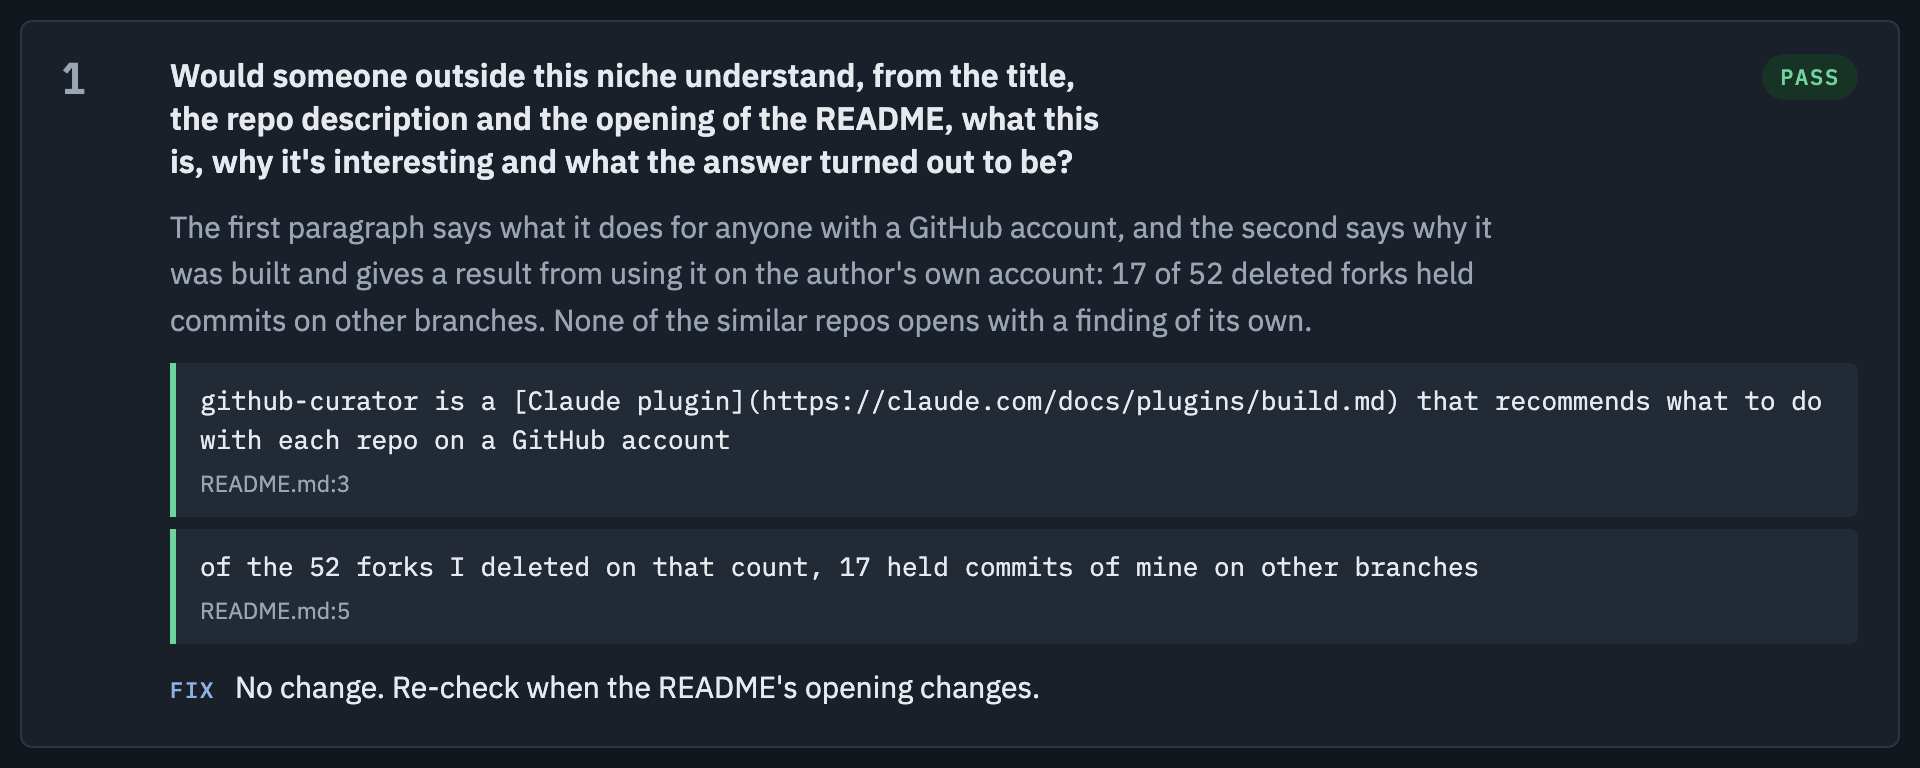 1
Would someone outside this niche understand, from the title,
the repo description and the opening of the README, what this
is, why it's interesting and what the answer turned out to be?
PASS
The first paragraph says what it does for anyone with a GitHub account, and the second says why it
was built and gives a result from using it on the author's own account: 17 of 52 deleted forks held
commits on other branches. None of the similar repos opens with a finding of its own.
github-curator is a [Claude plugin](https://claude.com/docs/plugins/build.md) that recommends what to do
with each repo on a GitHub account
README.md:3
of the 52 forks I deleted on that count, 17 held commits of mine on other branches
README.md:5
FIX No change. Re-check when the README's opening changes.